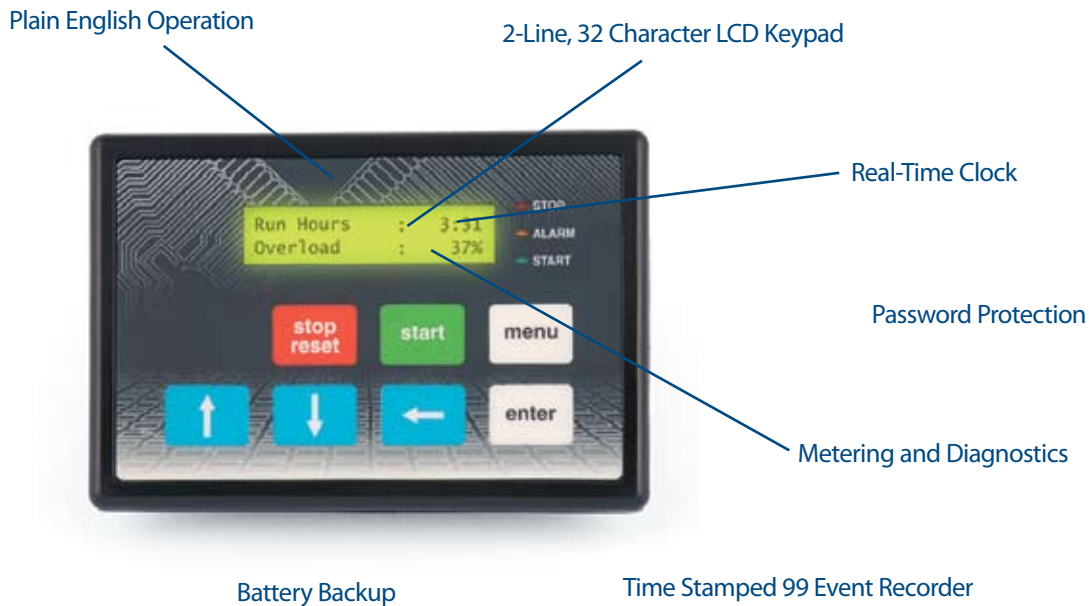 Plain English Operation
2-Line, 32 Character LCD Keypad
Real-Time Clock
STOP
Run Hours : 3:31
ALARM
Overload : 37%
START
Password Protection
stop
reset
start
menu
enter
Metering and Diagnostics
Battery Backup
Time Stamped 99 Event Recorder